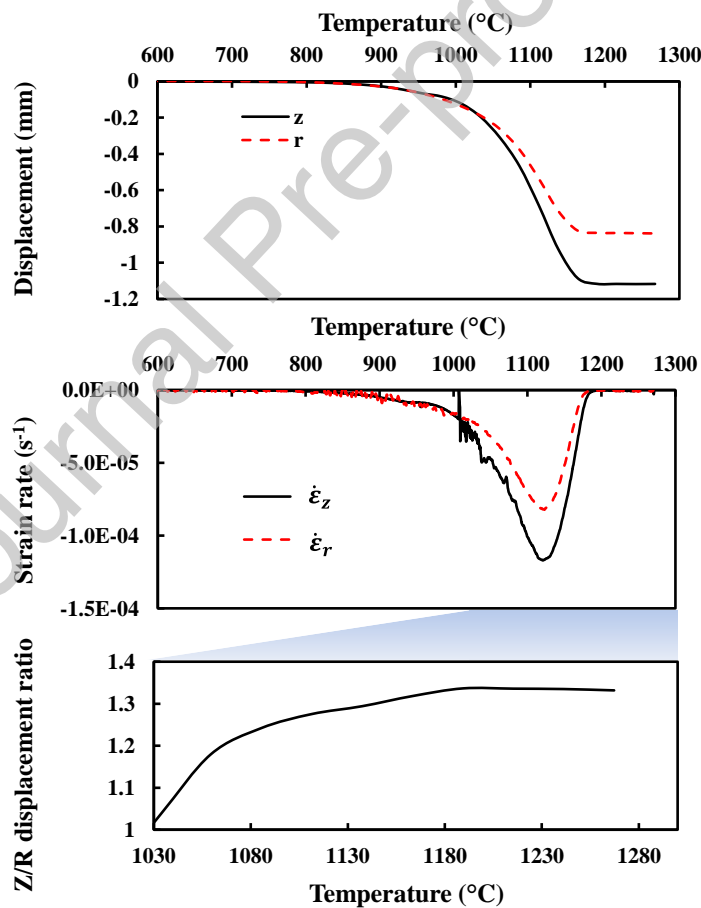 Temperature (°C)
600 700 800 900 1000 1100 1200 1300
0
-0.2
-0.4
-0.6
-0.8
-1
-1.2
Displacement (mm)
z
r
Temperature (°C)
600 700 800 900 1000 1100 1200 1300
0.0E+00
-5.0E-05
-1.0E-04
-1.5E-04
Strain rate (s⁻¹)
ε̇z
ε̇r
1.4
1.3
1.2
1.1
1
Z/R displacement ratio
1030 1080 1130 1180 1230 1280
Temperature (°C)
Journal Pre-pro